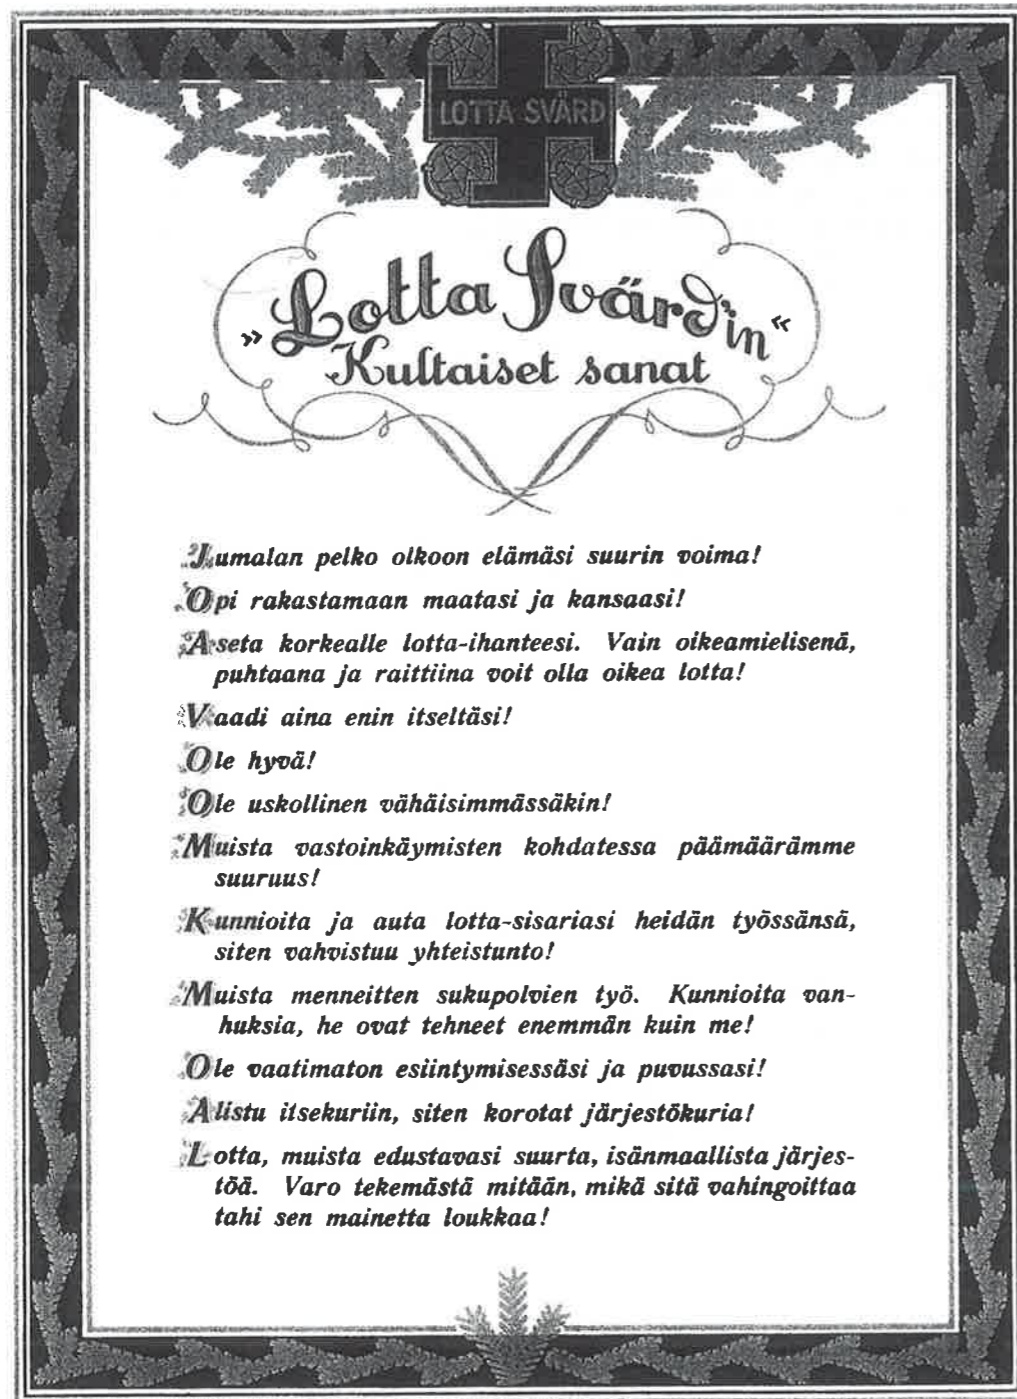 LOTTA SVÄRD
»Lotta Svärd'in«
Kultaiset sanat
Jumalan pelko olkoon elämäsi suurin voima!
Opi rakastamaan maatasi ja kansaasi!
Aseta korkealle lotta-ihanteesi. Vain oikeamielisenä,
puhtaana ja raittiina voit olla oikea lotta!
Vaadi aina enin itseltäsi!
Ole hyvä!
Ole uskollinen vähäisimmässäkin!
Muista vastoinkäymisten kohdatessa päämäärämme
suuruus!
Kunnioita ja auta lotta-sisariasi heidän työssänsä,
siten vahvistuu yhteistunto!
Muista menneitten sukupolvien työ. Kunnioita van-
huksia, he ovat tehneet enemmän kuin me!
Ole vaatimaton esiintymisessäsi ja puvussasi!
Alistu itsekuriin, siten korotat järjestökuria!
Lotta, muista edustavasi suurta, isänmaallista järjes-
töä. Varo tekemästä mitään, mikä sitä vahingoittaa
tahi sen mainetta loukkaa!